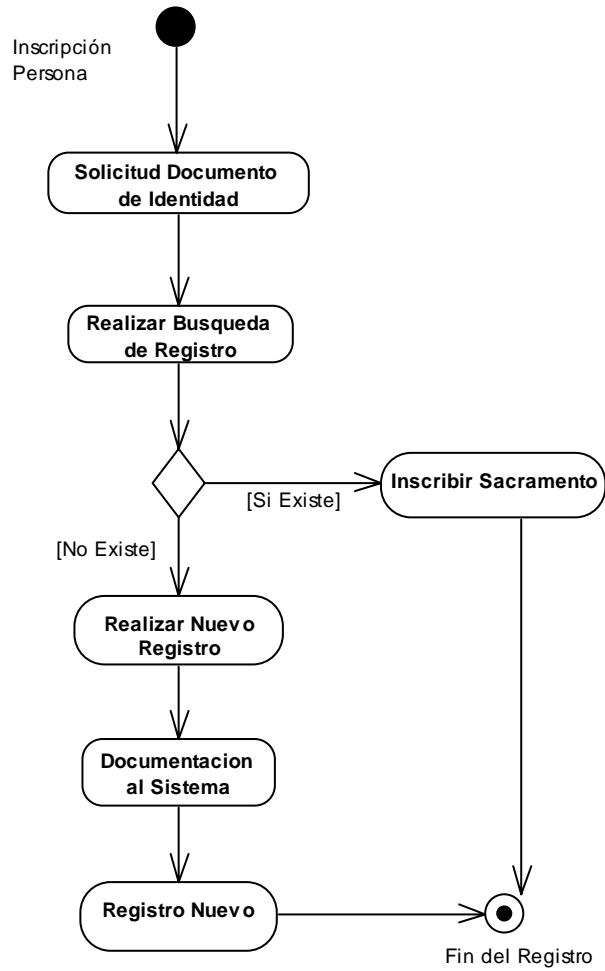 Inscripción
Persona
Solicitud Documento
de Identidad
Realizar Busqueda
de Registro
[Si Existe]
Inscribir Sacramento
[No Existe]
Realizar Nuevo
Registro
Documentacion
al Sistema
Registro Nuevo
Fin del Registro